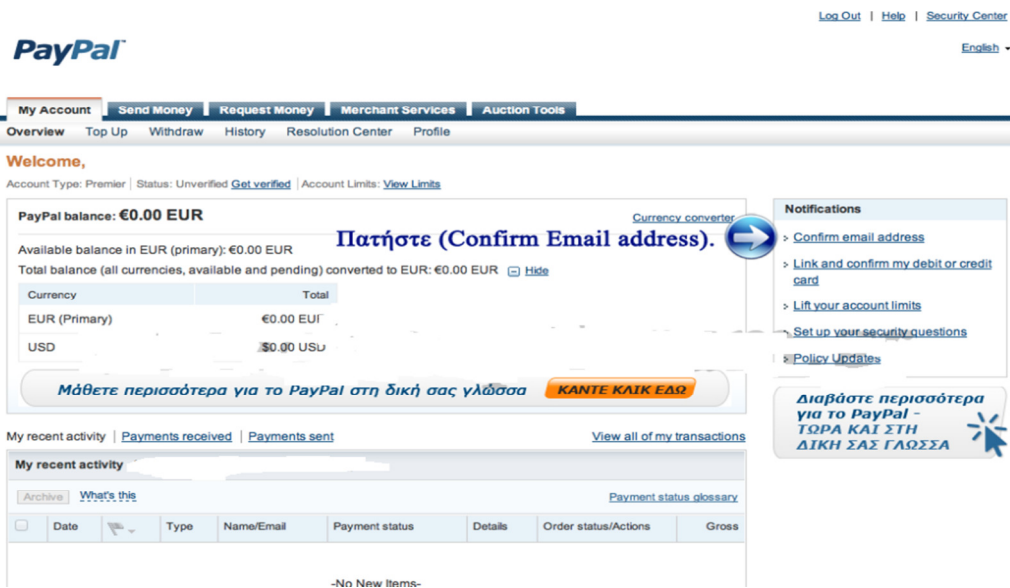 Log Out | Help | Security Center
PayPal
English
My Account Send Money Request Money Merchant Services Auction Tools
Overview Top Up Withdraw History Resolution Center Profile
Welcome,
Account Type: Premier | Status: Unverified Get verified | Account Limits: View Limits
PayPal balance: €0.00 EUR
Currency converter
Πατήστε (Confirm Email address).
Available balance in EUR (primary): €0.00 EUR
Total balance (all currencies, available and pending) converted to EUR: €0.00 EUR Hide
Currency Total
EUR (Primary) €0.00 EUR
USD $0.00 USD
Μάθετε περισσότερα για το PayPal στη δική σας γλώσσα ΚΑΝΤΕ ΚΛΙΚ ΕΔΩ
Notifications
> Confirm email address
> Link and confirm my debit or credit
card
> Lift your account limits
> Set up your security questions
> Policy Updates
Διαβάστε περισσότερα
για το PayPal -
ΤΩΡΑ ΚΑΙ ΣΤΗ
ΔΙΚΗ ΣΑΣ ΓΛΩΣΣΑ
My recent activity | Payments received | Payments sent
View all of my transactions
My recent activity
Archive What's this
Payment status glossary
Date Type Name/Email Payment status Details Order status/Actions Gross
-No New Items-